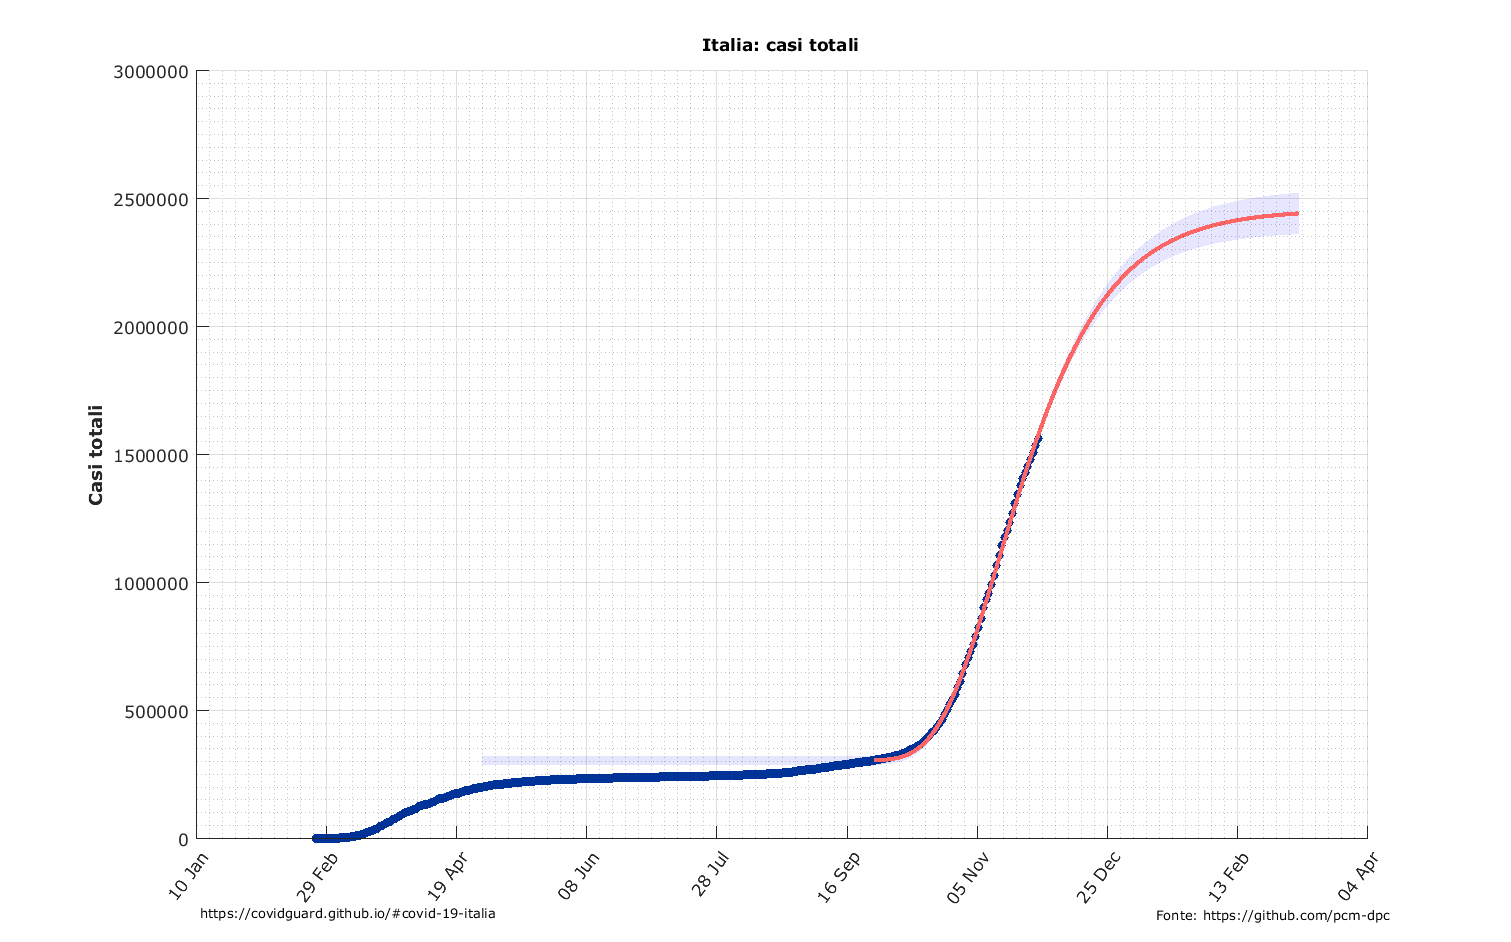 Italia: casi totali
3000000
2500000
2000000
1500000
1000000
500000
0
Casi totali
10 Jan
29 Feb
19 Apr
08 Jun
28 Jul
16 Sep
05 Nov
25 Dec
13 Feb
04 Apr
https://covidguard.github.io/#covid-19-italia
Fonte: https://github.com/pcm-dpc